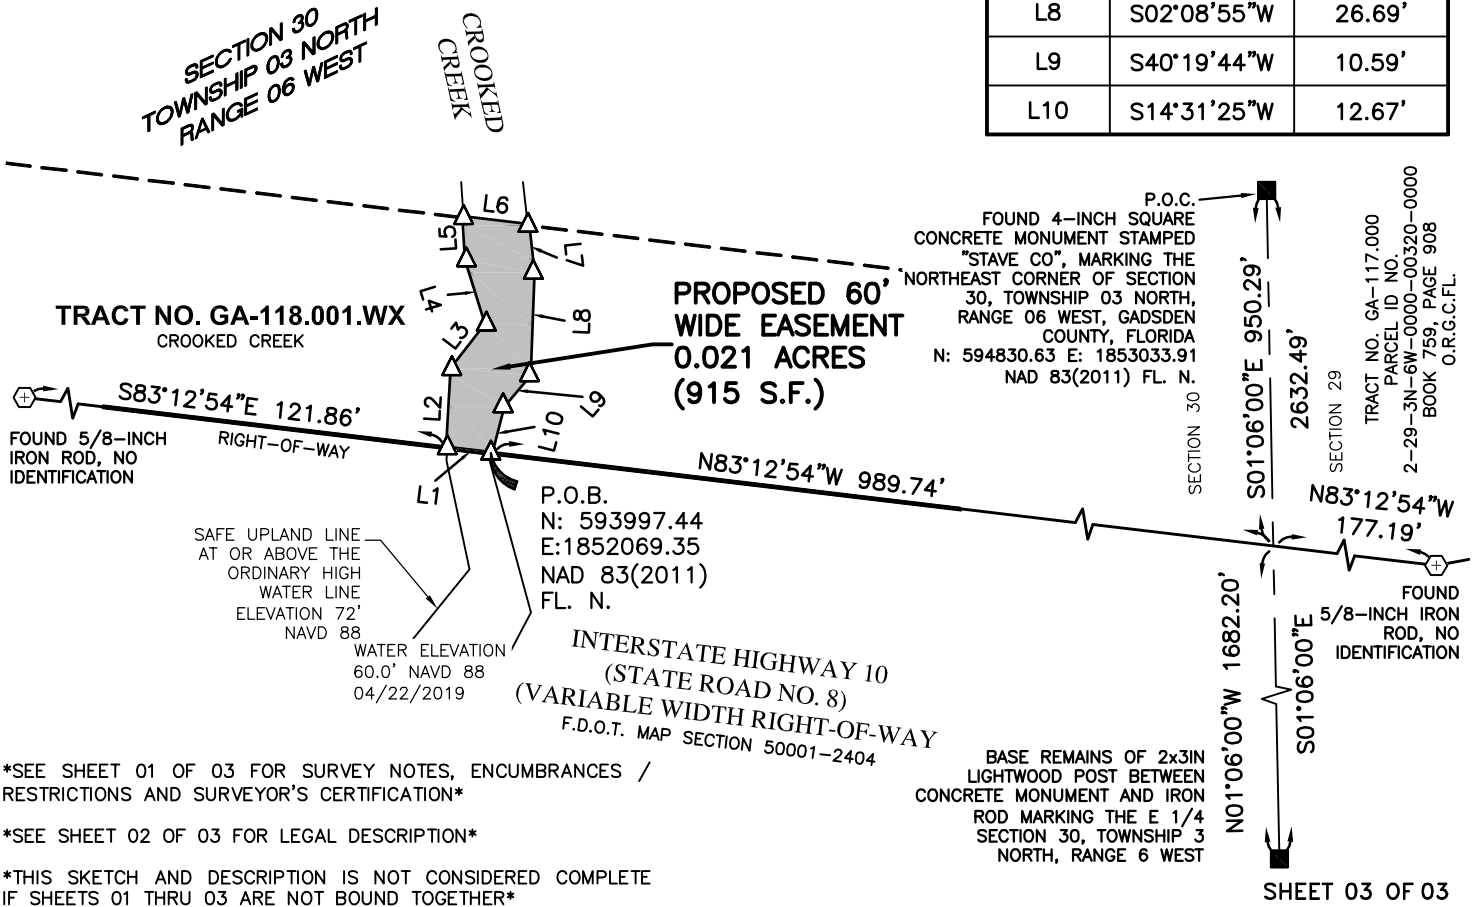 SECTION 30
TOWNSHIP 03 NORTH
RANGE 06 WEST
CROOKED
CREEK
L8 S02°08'55"W 26.69'
L9 S40°19'44"W 10.59'
L10 S14°31'25"W 12.67'
L6
L5
L7
L4
L3
L8
L2
L9
L10
L1
TRACT NO. GA-118.001.WX
CROOKED CREEK
PROPOSED 60'
WIDE EASEMENT
0.021 ACRES
(915 S.F.)
P.O.C.
FOUND 4-INCH SQUARE
CONCRETE MONUMENT STAMPED
"STAVE CO", MARKING THE
NORTHEAST CORNER OF SECTION
30, TOWNSHIP 03 NORTH,
RANGE 06 WEST, GADSDEN
COUNTY, FLORIDA
N: 594830.63 E: 1853033.91
NAD 83(2011) FL. N.
SECTION 30
S01°06'00"E 950.29'
2632.49'
SECTION 29
TRACT NO. GA-117.000
PARCEL ID NO.
2-29-3N-6W-0000-00320-0000
BOOK 759, PAGE 908
O.R.G.C.FL.
S83°12'54"E 121.86'
RIGHT-OF-WAY
FOUND 5/8-INCH
IRON ROD, NO
IDENTIFICATION
N83°12'54"W 989.74'
N83°12'54"W
177.19'
P.O.B.
N: 593997.44
E:1852069.35
NAD 83(2011)
FL. N.
SAFE UPLAND LINE
AT OR ABOVE THE
ORDINARY HIGH
WATER LINE
ELEVATION 72'
NAVD 88
WATER ELEVATION
60.0' NAVD 88
04/22/2019
INTERSTATE HIGHWAY 10
(STATE ROAD NO. 8)
(VARIABLE WIDTH RIGHT-OF-WAY
F.D.O.T. MAP SECTION 50001-2404
FOUND
5/8-INCH IRON
ROD, NO
IDENTIFICATION
N01°06'00"W 1682.20'
S01°06'00"E
BASE REMAINS OF 2x3IN
LIGHTWOOD POST BETWEEN
CONCRETE MONUMENT AND IRON
ROD MARKING THE E 1/4
SECTION 30, TOWNSHIP 3
NORTH, RANGE 6 WEST
*SEE SHEET 01 OF 03 FOR SURVEY NOTES, ENCUMBRANCES /
RESTRICTIONS AND SURVEYOR'S CERTIFICATION*
*SEE SHEET 02 OF 03 FOR LEGAL DESCRIPTION*
*THIS SKETCH AND DESCRIPTION IS NOT CONSIDERED COMPLETE
IF SHEETS 01 THRU 03 ARE NOT BOUND TOGETHER*
SHEET 03 OF 03